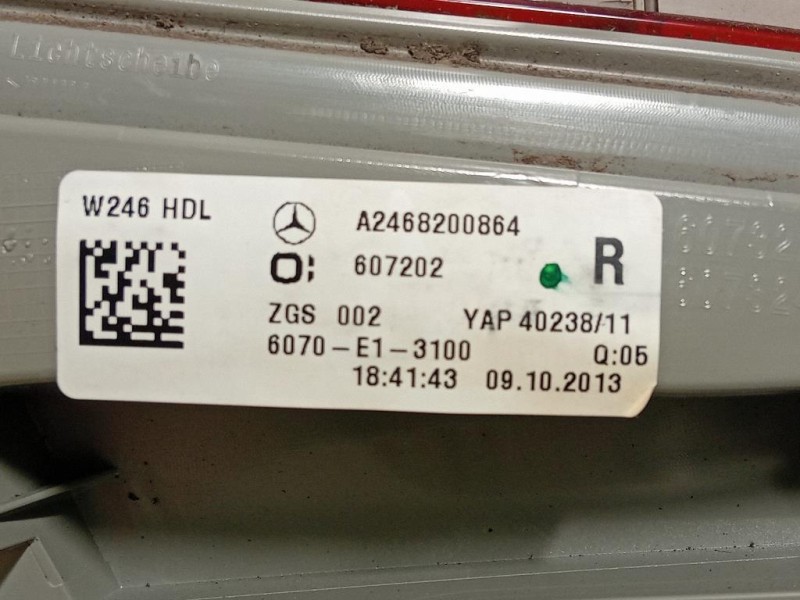 Lichtscheibe
W246 HDL
A2468200864
607202
R
ZGS 002 YAP 40238/11
6070-E1-3100 Q:05
18:41:43 09.10.2013